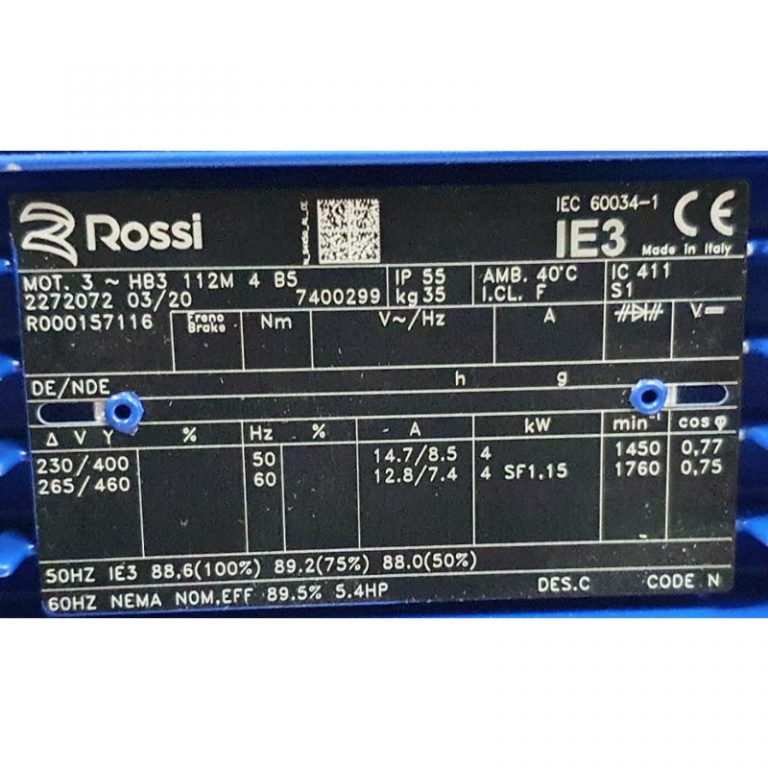 Rossi
IEC 60034-1 CE
IE3 Made in Italy
MOT. 3 ~ HB3 112M 4 B5 IP 55 AMB. 40°C IC 411
2272072 03/20 7400299 kg 35 I.CL. F S1
R000157116 Freno Brake Nm V~/Hz A V
DE/NDE h g
Δ V Y % Hz % A kW min⁻¹ cos φ
230/400 50 14.7/8.5 4 1450 0,77
265/460 60 12.8/7.4 4 SF1.15 1760 0,75
50HZ IE3 88,6(100%) 89,2(75%) 88.0(50%)
60HZ NEMA NOM,EFF 89.5% 5.4HP DES.C CODE N